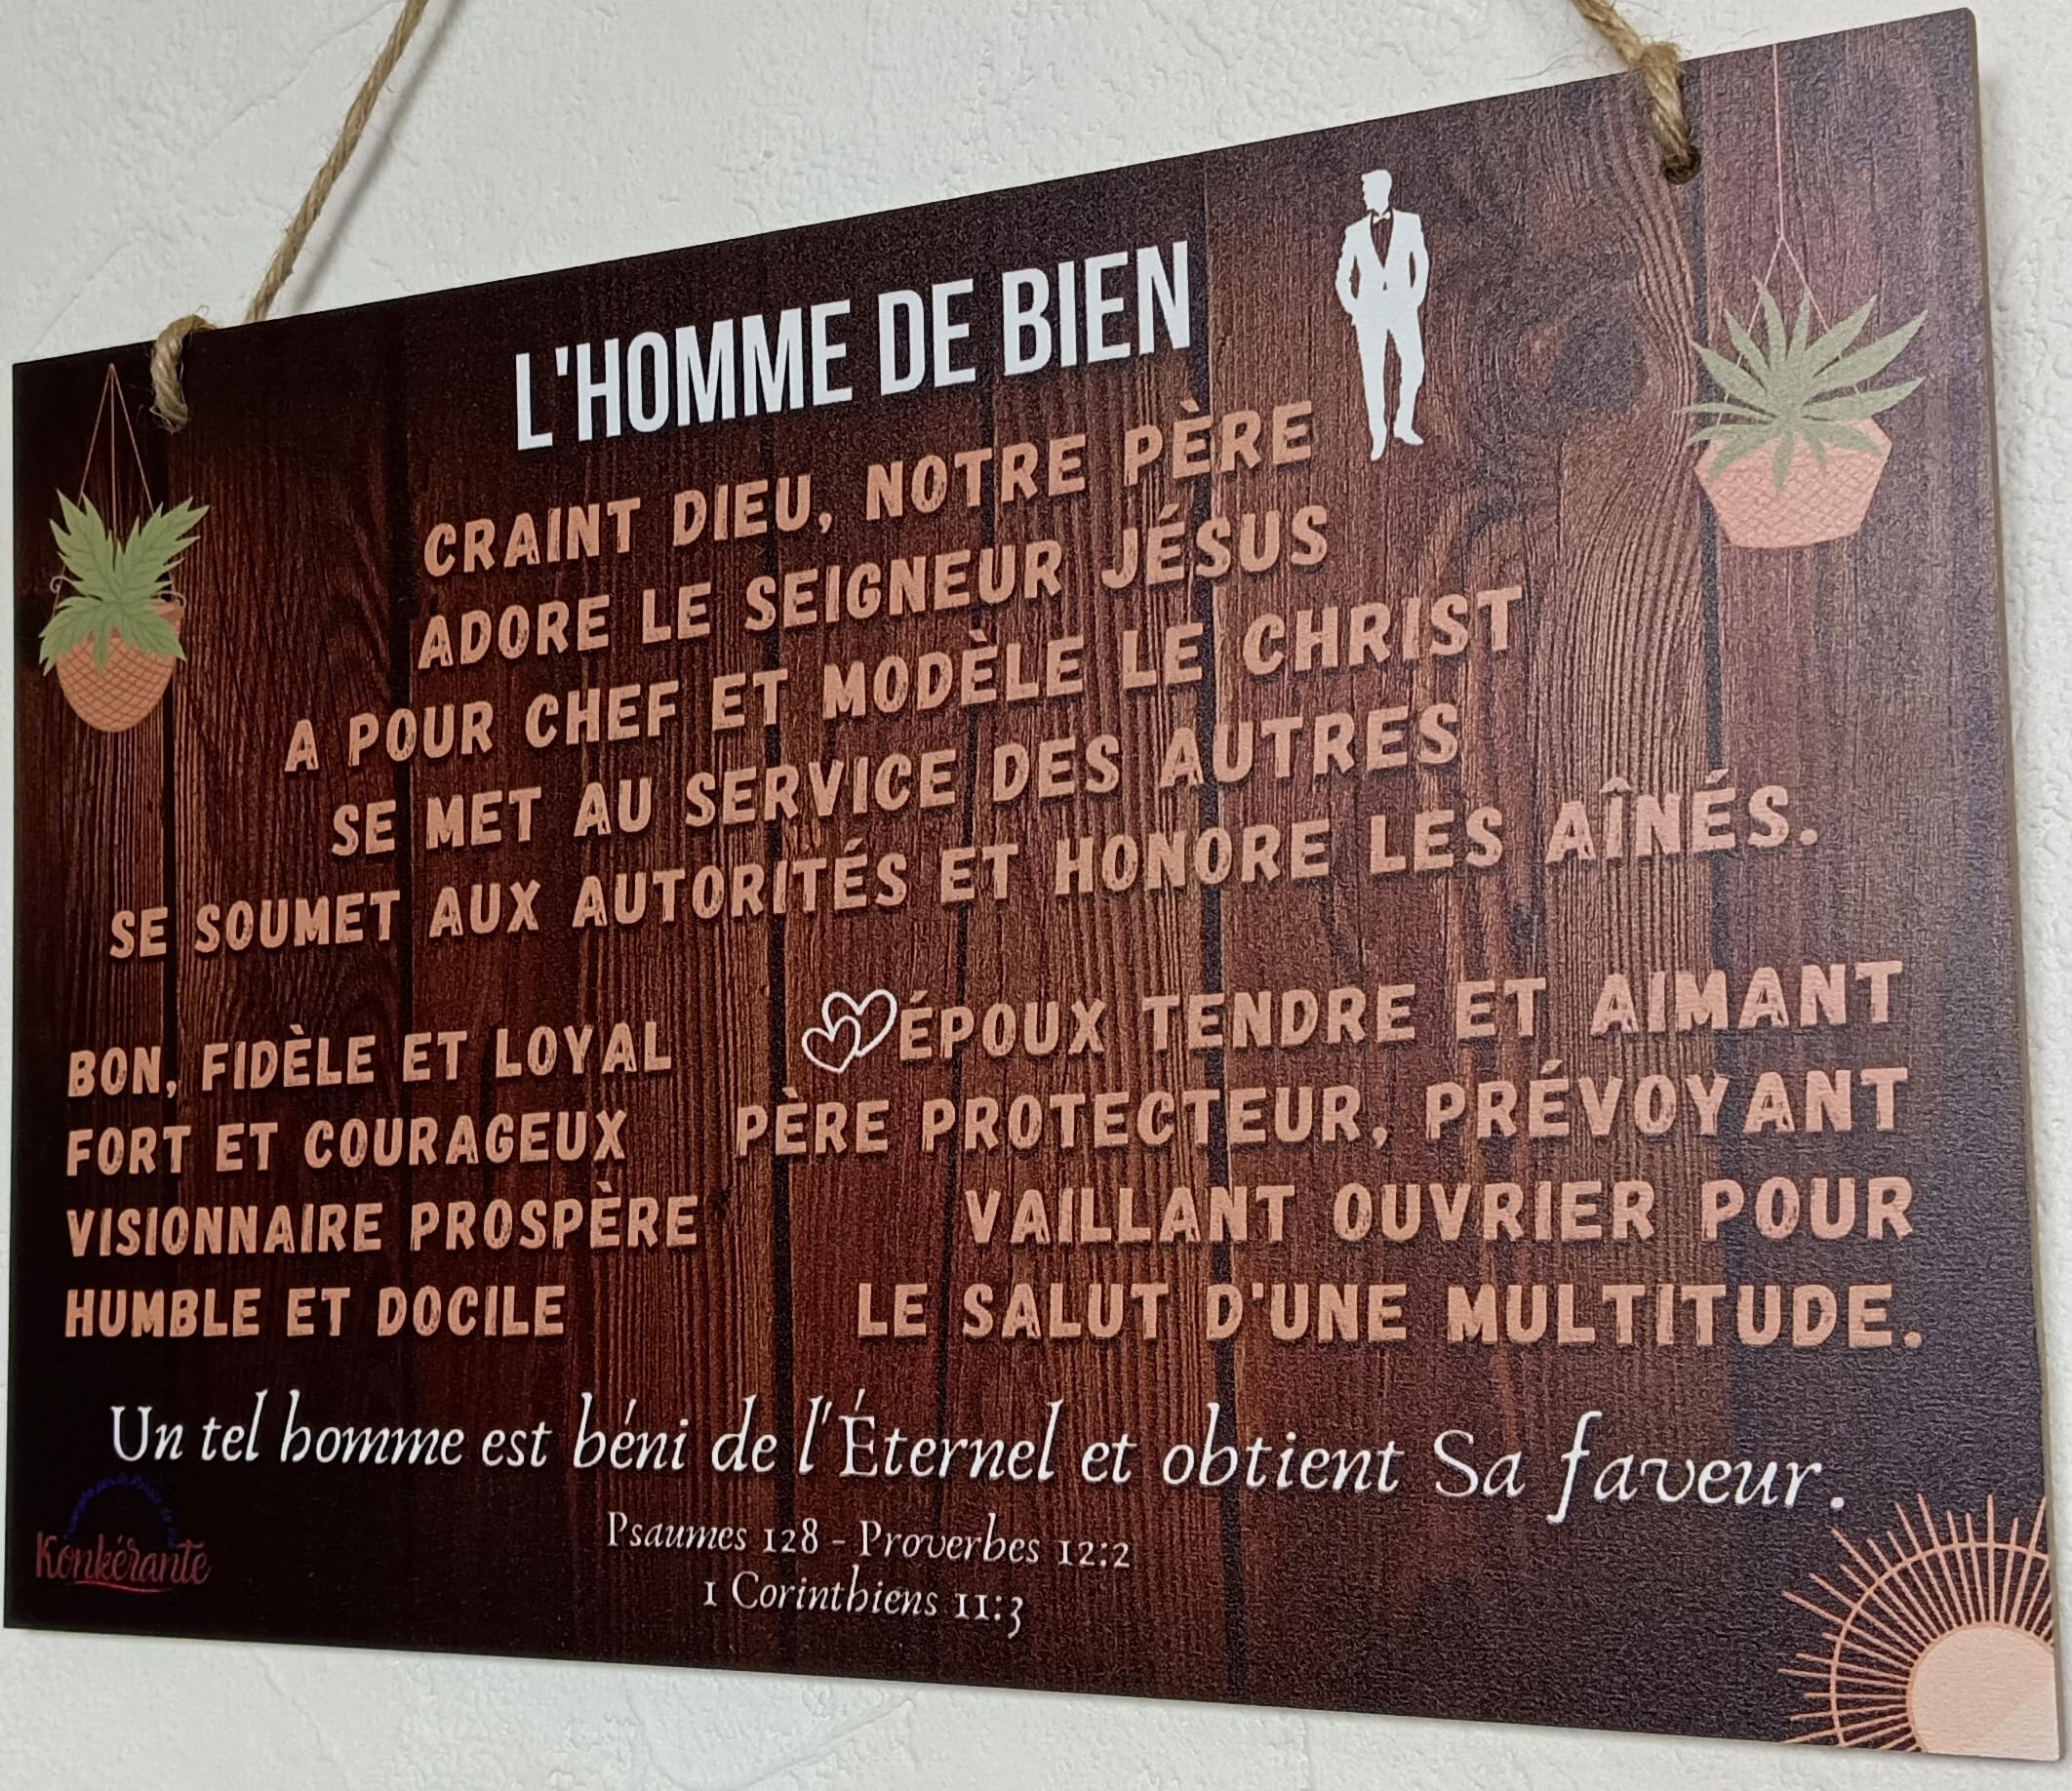 L'HOMME DE BIEN
CRAINT DIEU, NOTRE PÈRE
ADORE LE SEIGNEUR JÉSUS
A POUR CHEF ET MODÈLE LE CHRIST
SE MET AU SERVICE DES AUTRES
SE SOUMET AUX AUTORITÉS ET HONORE LES AÎNÉS.
BON, FIDÈLE ET LOYAL
FORT ET COURAGEUX
VISIONNAIRE PROSPÈRE
HUMBLE ET DOCILE
ÉPOUX TENDRE ET AIMANT
PÈRE PROTECTEUR, PRÉVOYANT
VAILLANT OUVRIER POUR
LE SALUT D'UNE MULTITUDE.
Un tel homme est béni de l'Éternel et obtient Sa faveur.
Psaumes 128 - Proverbes 12:2
1 Corinthiens 11:3
Konkérante